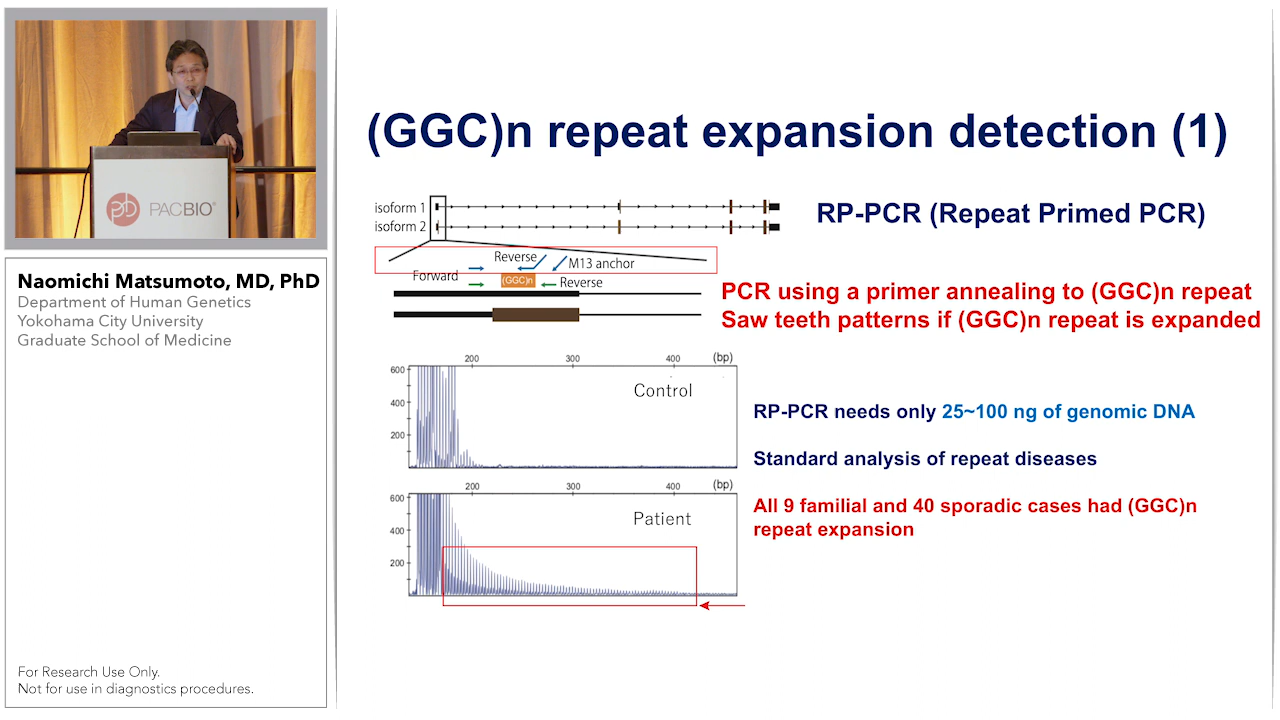 PACBIO®
Naomichi Matsumoto, MD, PhD
Department of Human Genetics
Yokohama City University
Graduate School of Medicine
For Research Use Only.
Not for use in diagnostics procedures.
(GGC)n repeat expansion detection (1)
isoform 1
isoform 2
RP-PCR (Repeat Primed PCR)
Reverse
M13 anchor
Forward
(GGC)n
Reverse
PCR using a primer annealing to (GGC)n repeat
Saw teeth patterns if (GGC)n repeat is expanded
200 300 400 (bp)
600
400
200
Control
200 300 400 (bp)
600
400
200
Patient
RP-PCR needs only 25~100 ng of genomic DNA
Standard analysis of repeat diseases
All 9 familial and 40 sporadic cases had (GGC)n
repeat expansion